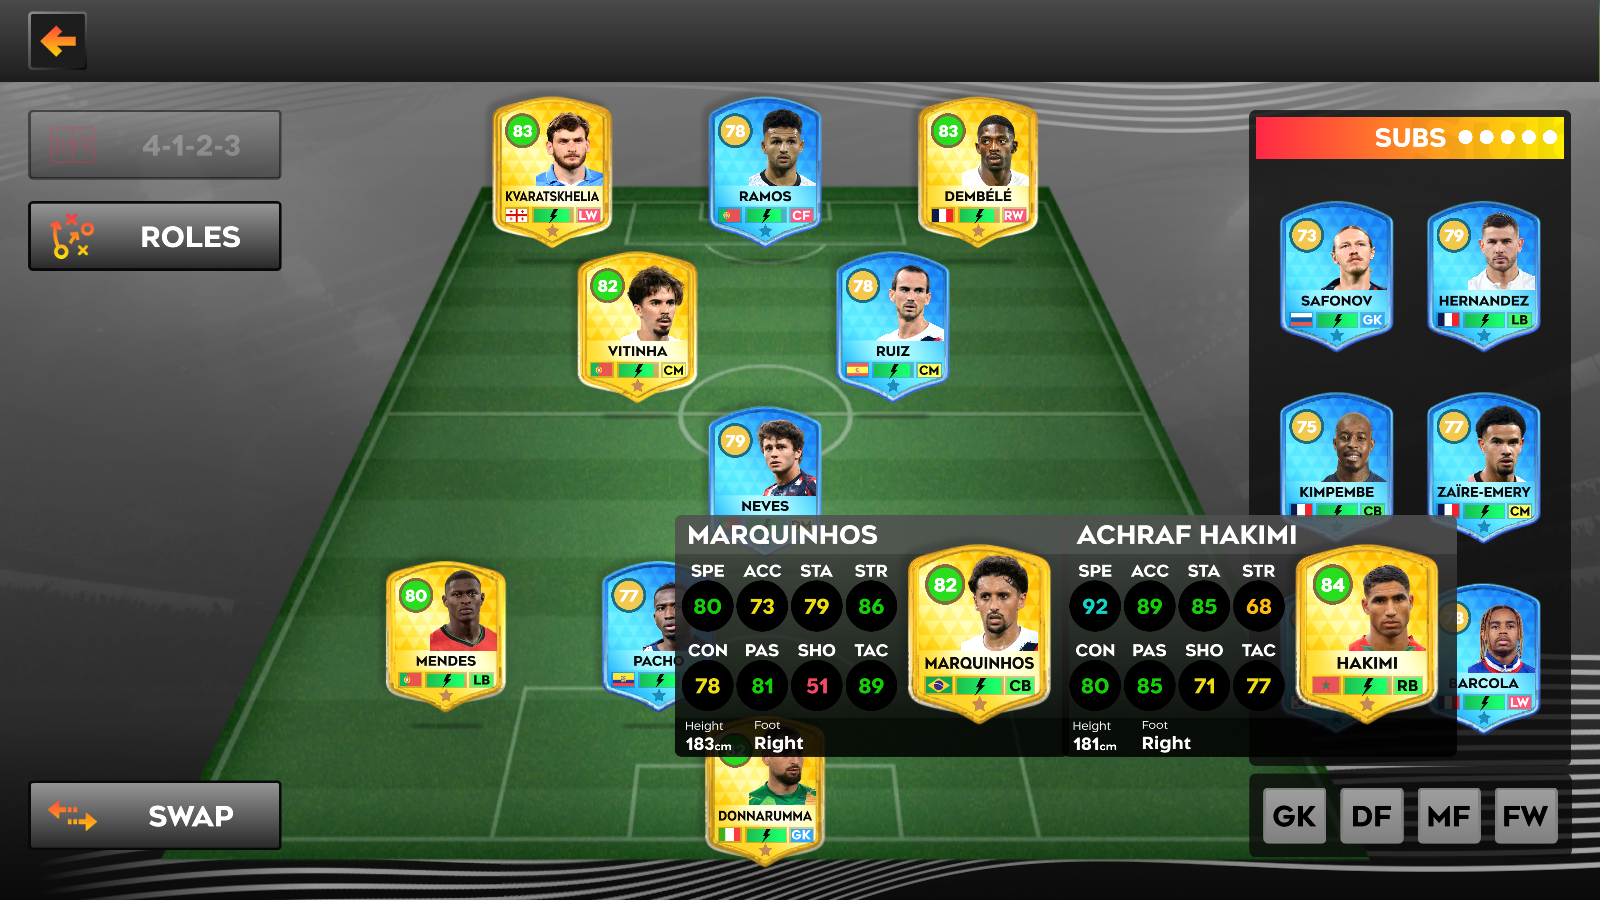 4-1-2-3
ROLES
SUBS
83
KVARATSKHELIA
LW
78
RAMOS
CF
83
DEMBÉLÉ
RW
82
VITINHA
CM
78
RUIZ
CM
79
NEVES
73
SAFONOV
GK
79
HERNANDEZ
LB
75
KIMPEMBE
CB
77
ZAÏRE-EMERY
CM
80
MENDES
LB
77
PACHO
MARQUINHOS
SPE ACC STA STR
80 73 79 86
CON PAS SHO TAC
78 81 51 89
Height Foot
183cm Right
82
MARQUINHOS
CB
ACHRAF HAKIMI
SPE ACC STA STR
92 89 85 68
CON PAS SHO TAC
80 85 71 77
Height Foot
181cm Right
84
HAKIMI
RB
BARCOLA
LW
DONNARUMMA
GK
SWAP
GK DF MF FW